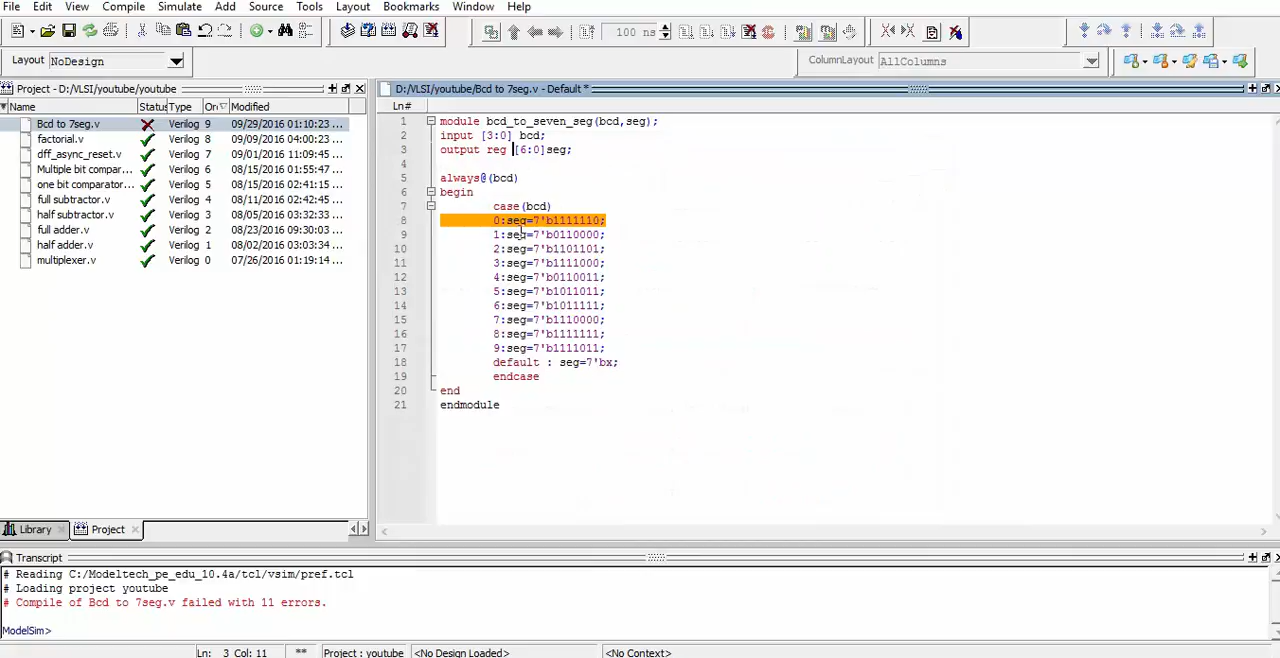 File Edit View Compile Simulate Add Source Tools Layout Bookmarks Window Help
100 ns
Layout NoDesign
ColumnLayout AllColumns
Project - D:/VLSI/youtube/youtube
Name Status Type Or Modified
Bcd to 7seg.v Verilog 9 09/29/2016 01:10:23 ...
factorial.v Verilog 8 09/09/2016 04:00:23 ...
dff_async_reset.v Verilog 7 09/01/2016 11:09:45 ...
Multiple bit compar... Verilog 6 08/15/2016 01:55:47 ...
one bit comparator... Verilog 5 08/15/2016 02:41:15 ...
full subtractor.v Verilog 4 08/11/2016 02:42:45 ...
half subtractor.v Verilog 3 08/05/2016 03:33:32 ...
full adder.v Verilog 2 08/23/2016 09:30:03 ...
half adder.v Verilog 1 08/02/2016 03:03:34 ...
multiplexer.v Verilog 0 07/26/2016 01:19:14 ...
Library Project
D:/VLSI/youtube/Bcd to 7seg.v - Default *
Ln#
1 module bcd_to_seven_seg(bcd,seg);
2 input [3:0] bcd;
3 output reg [6:0]seg;
4
5 always@(bcd)
6 begin
7 case(bcd)
8 0:seg=7'b1111110;
9 1:seg=7'b0110000;
10 2:seg=7'b1101101;
11 3:seg=7'b1111000;
12 4:seg=7'b0110011;
13 5:seg=7'b1011011;
14 6:seg=7'b1011111;
15 7:seg=7'b1110000;
16 8:seg=7'b1111111;
17 9:seg=7'b1111011;
18 default : seg=7'bx;
19 endcase
20 end
21 endmodule
Transcript
# Reading C:/Modeltech_pe_edu_10.4a/tcl/vsim/pref.tcl
# Loading project youtube
# Compile of Bcd to 7seg.v failed with 11 errors.
ModelSim>
Ln: 3 Col: 11 ** Project : youtube <No Design Loaded> <No Context>